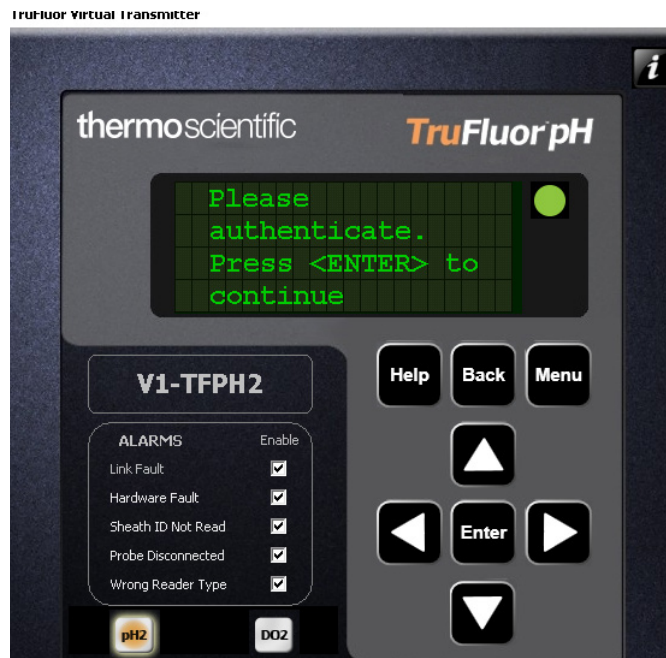 TruFluor Virtual Transmitter
i
thermoscientific
TruFluor pH
Please
authenticate.
Press <ENTER> to
continue
V1-TFPH2
Help
Back
Menu
ALARMS Enable
Link Fault
Hardware Fault
Sheath ID Not Read
Probe Disconnected
Wrong Reader Type
Enter
pH2
DO2